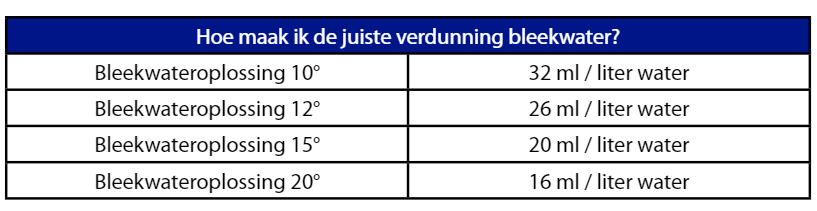 Hoe maak ik de juiste verdunning bleekwater?
Bleekwateroplossing 10° 32 ml / liter water
Bleekwateroplossing 12° 26 ml / liter water
Bleekwateroplossing 15° 20 ml / liter water
Bleekwateroplossing 20° 16 ml / liter water